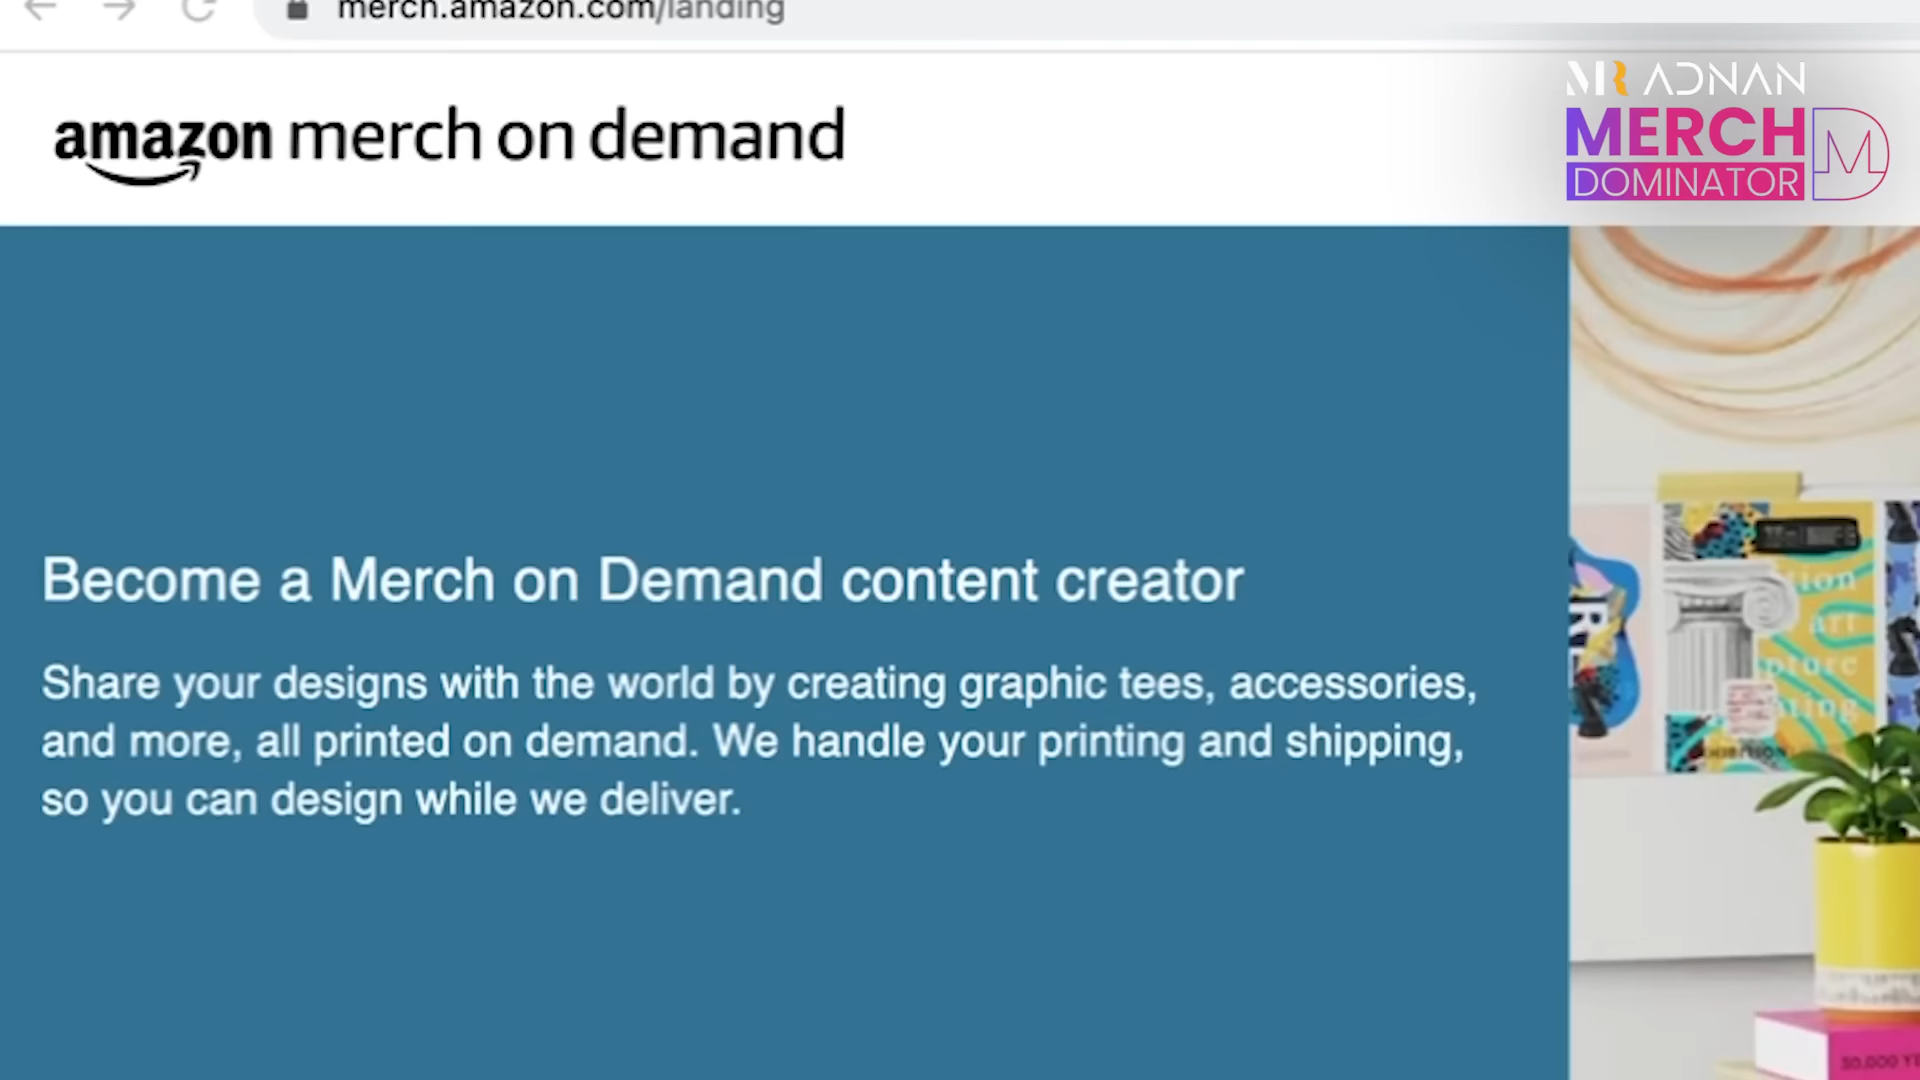 merch.amazon.com/landing
amazon merch on demand
MR ADNAN
MERCH
DOMINATOR
Become a Merch on Demand content creator
Share your designs with the world by creating graphic tees, accessories,
and more, all printed on demand. We handle your printing and shipping,
so you can design while we deliver.